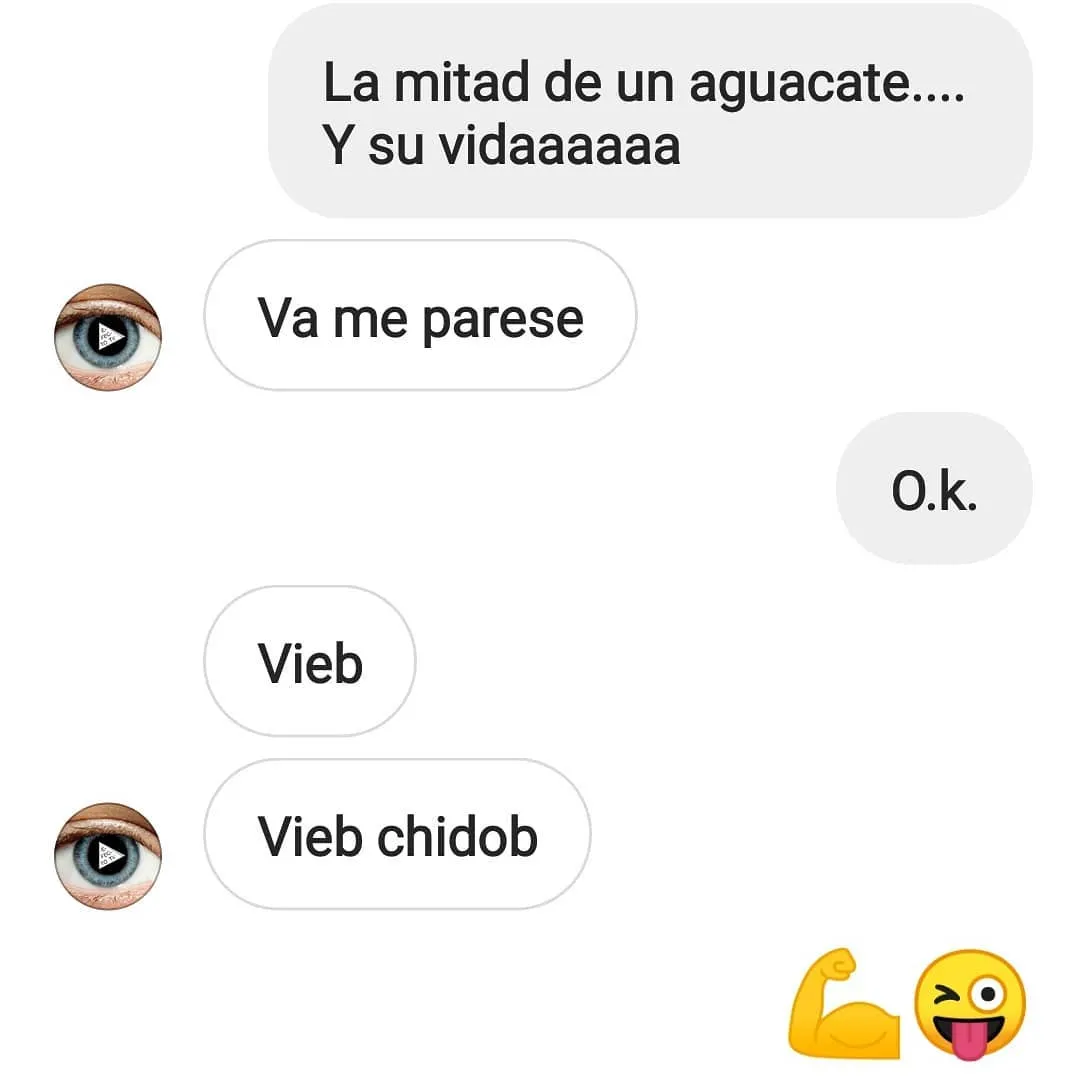 La mitad de un aguacate....
Y su vidaaaaaa
Va me parese
O.k.
Vieb
Vieb chidob
💪😜